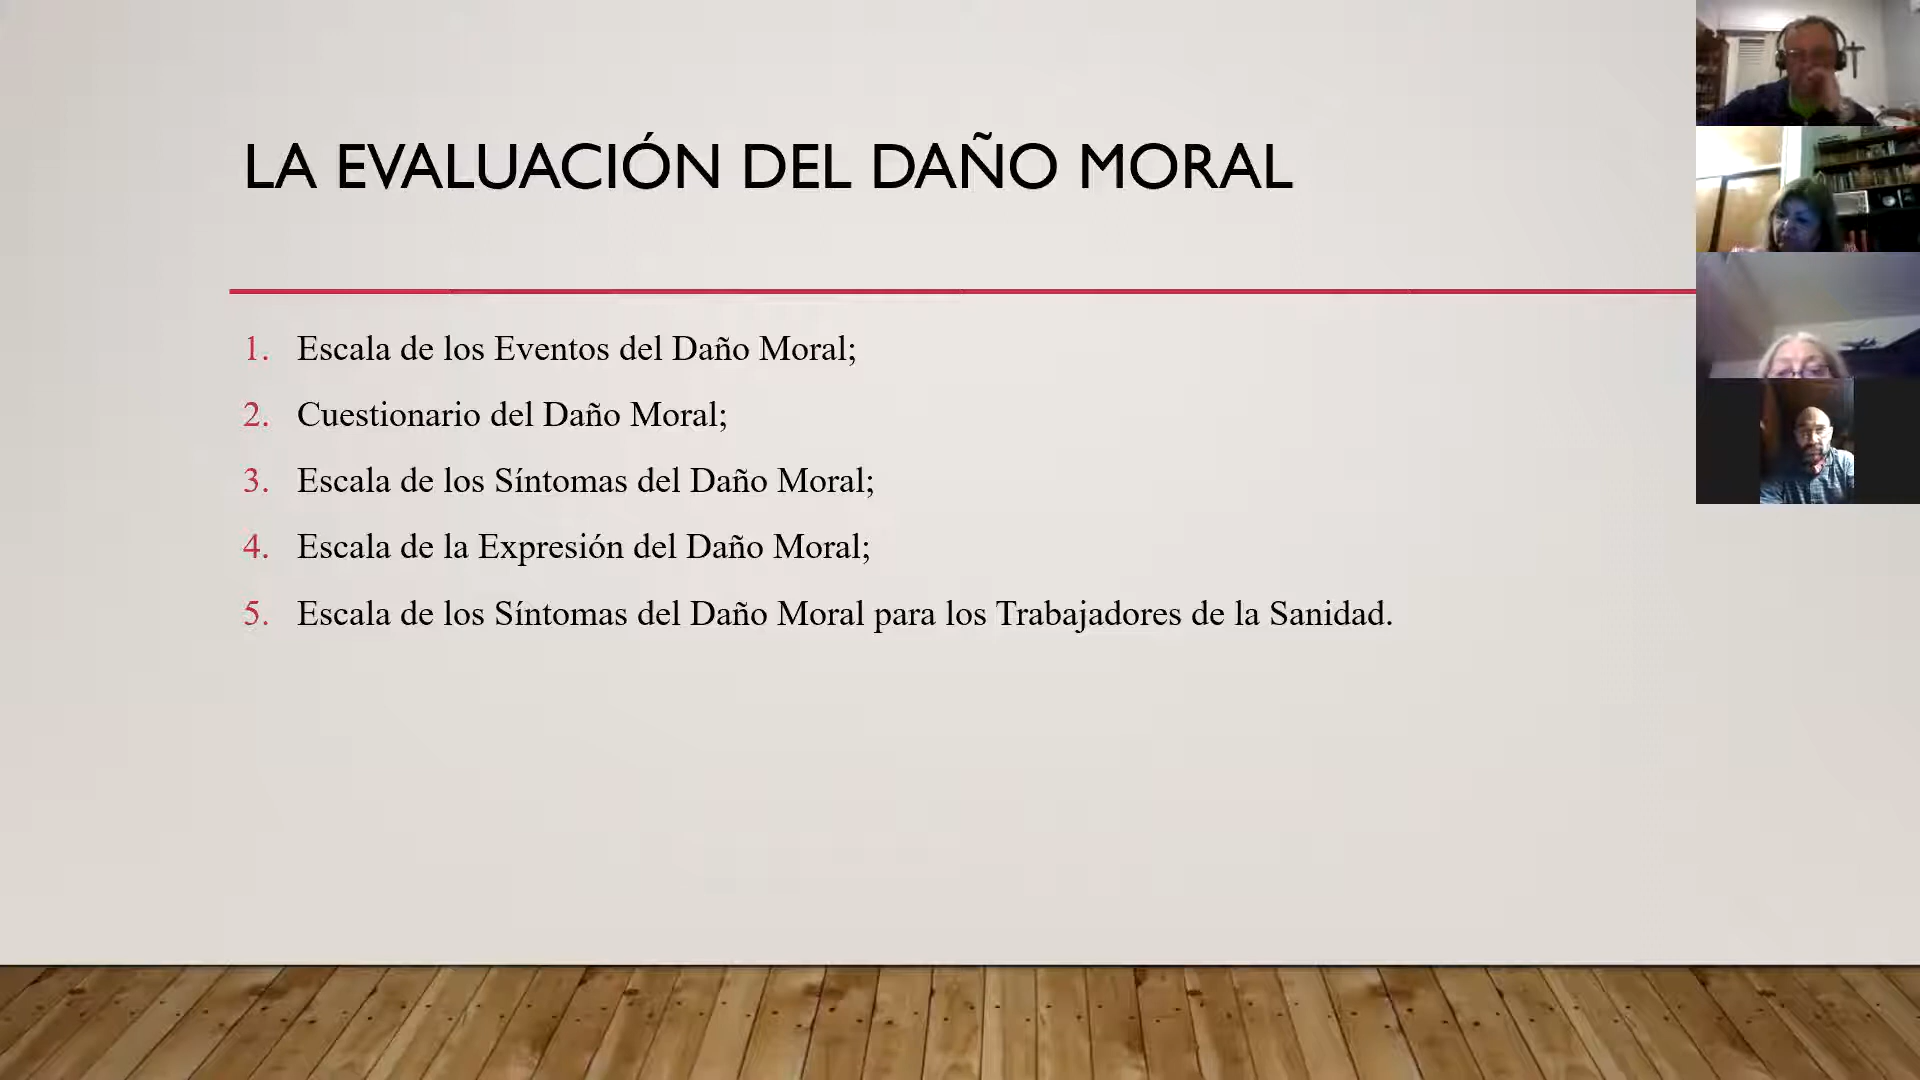 LA EVALUACIÓN DEL DAÑO MORAL
1. Escala de los Eventos del Daño Moral;
2. Cuestionario del Daño Moral;
3. Escala de los Síntomas del Daño Moral;
4. Escala de la Expresión del Daño Moral;
5. Escala de los Síntomas del Daño Moral para los Trabajadores de la Sanidad.